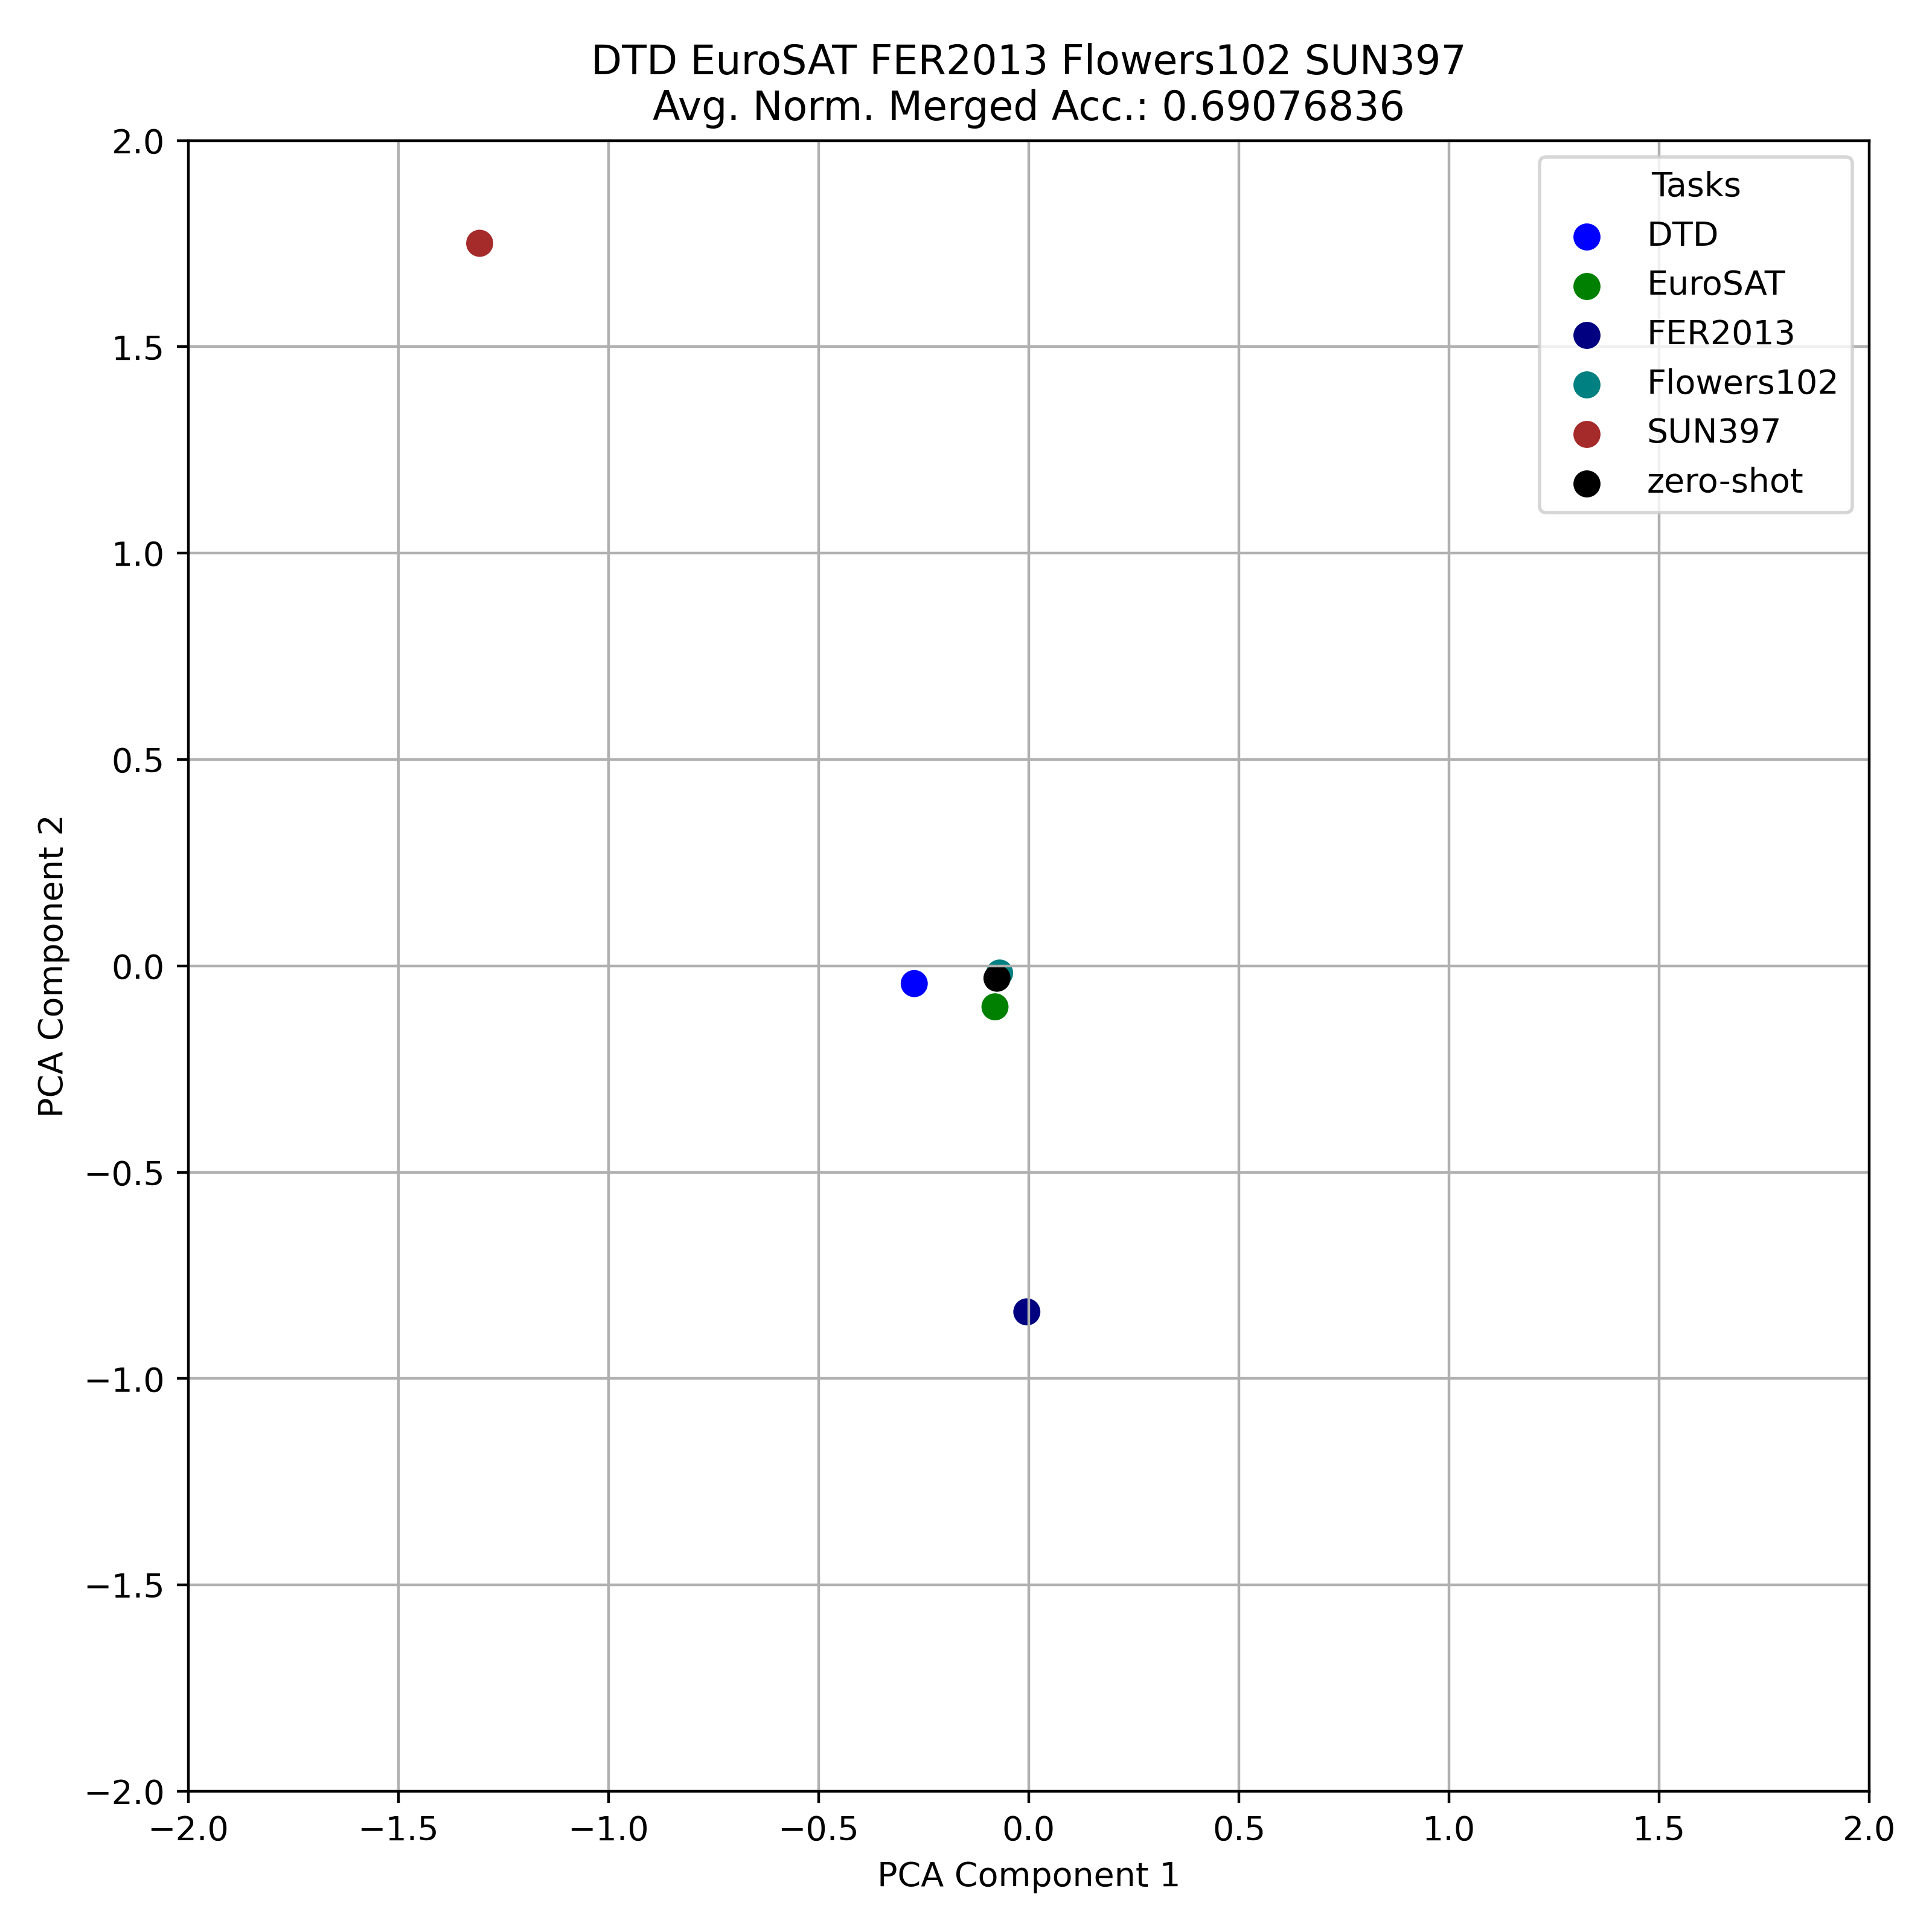 DTD EuroSAT FER2013 Flowers102 SUN397
Avg. Norm. Merged Acc.: 0.69076836
Tasks
DTD
EuroSAT
FER2013
Flowers102
SUN397
zero-shot
2.0
1.5
1.0
0.5
0.0
−0.5
−1.0
−1.5
−2.0
PCA Component 2
−2.0 −1.5 −1.0 −0.5 0.0 0.5 1.0 1.5 2.0
PCA Component 1